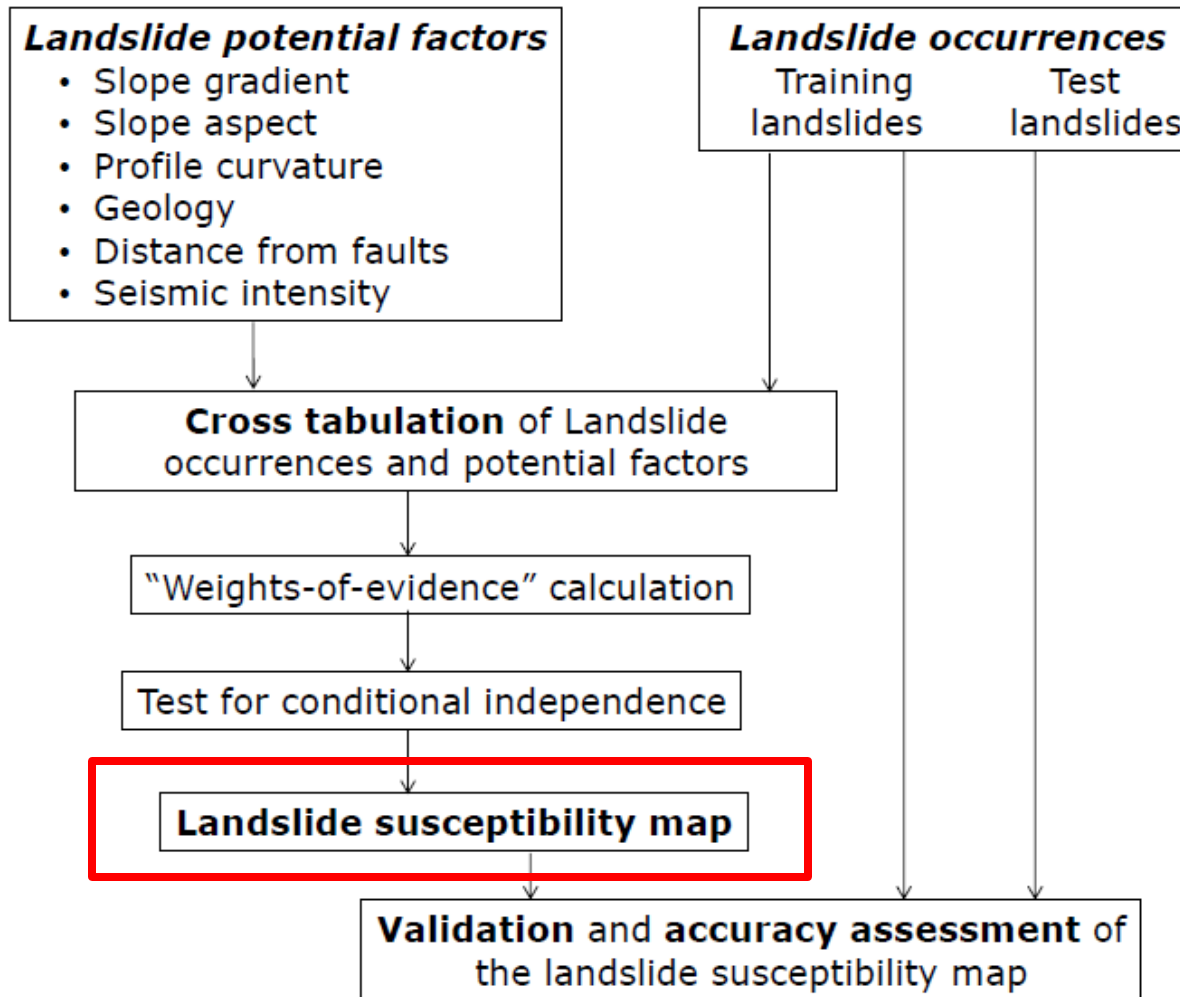 Landslide potential factors
• Slope gradient
• Slope aspect
• Profile curvature
• Geology
• Distance from faults
• Seismic intensity
Landslide occurrences
Training landslides
Test landslides
Cross tabulation of Landslide
occurrences and potential factors
“Weights-of-evidence” calculation
Test for conditional independence
Landslide susceptibility map
Validation and accuracy assessment of
the landslide susceptibility map